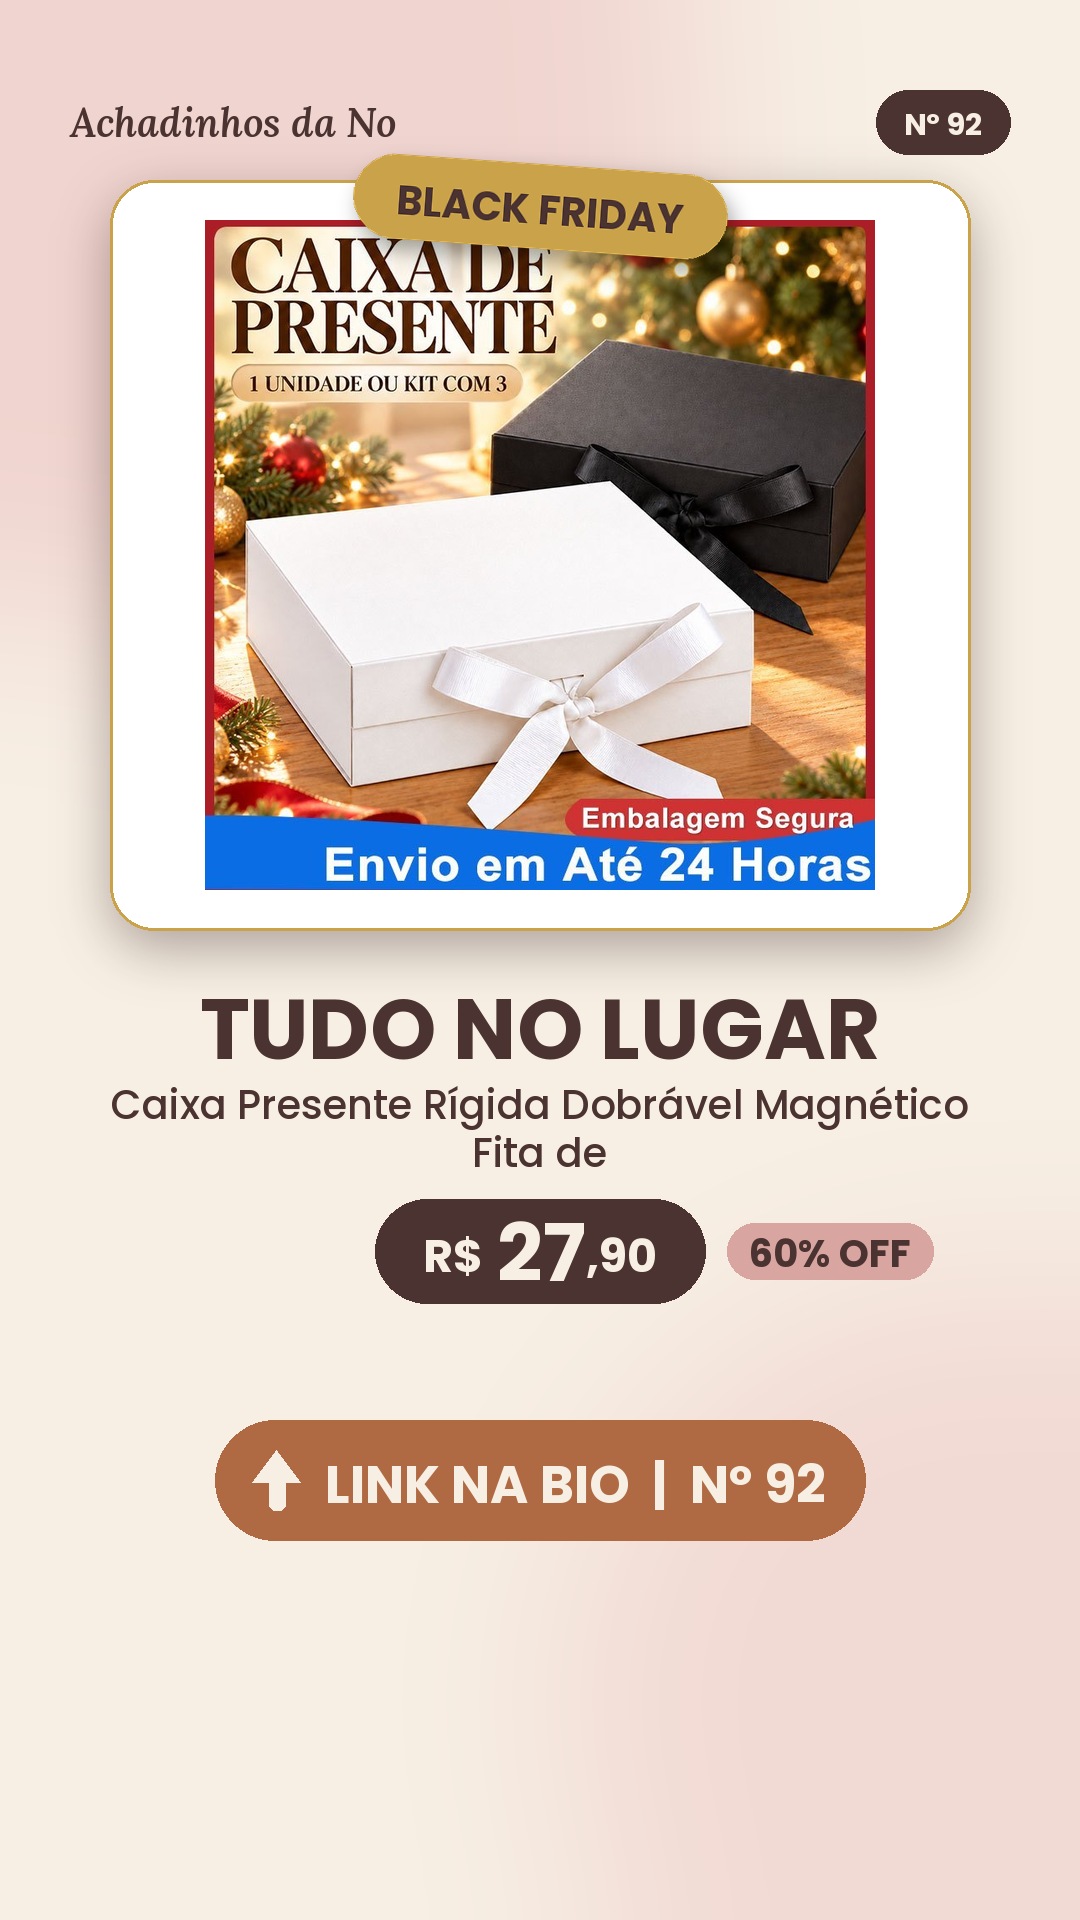 Achadinhos da No
Nº 92
BLACK FRIDAY
CAIXA DE
PRESENTE
1 UNIDADE OU KIT COM 3
Embalagem Segura
Envio em Até 24 Horas
TUDO NO LUGAR
Caixa Presente Rígida Dobrável Magnético
Fita de
R$ 27,90
60% OFF
LINK NA BIO | Nº 92